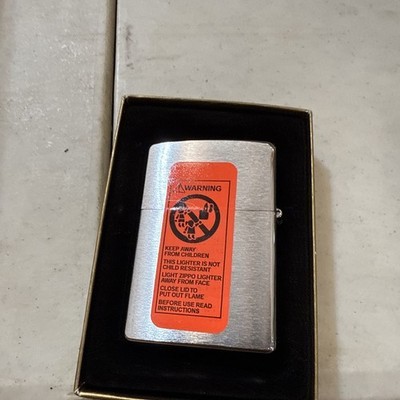 WARNING
KEEP AWAY
FROM CHILDREN
THIS LIGHTER IS NOT
CHILD RESISTANT
LIGHT ZIPPO LIGHTER
AWAY FROM FACE
CLOSE LID TO
PUT OUT FLAME
BEFORE USE READ
INSTRUCTIONS